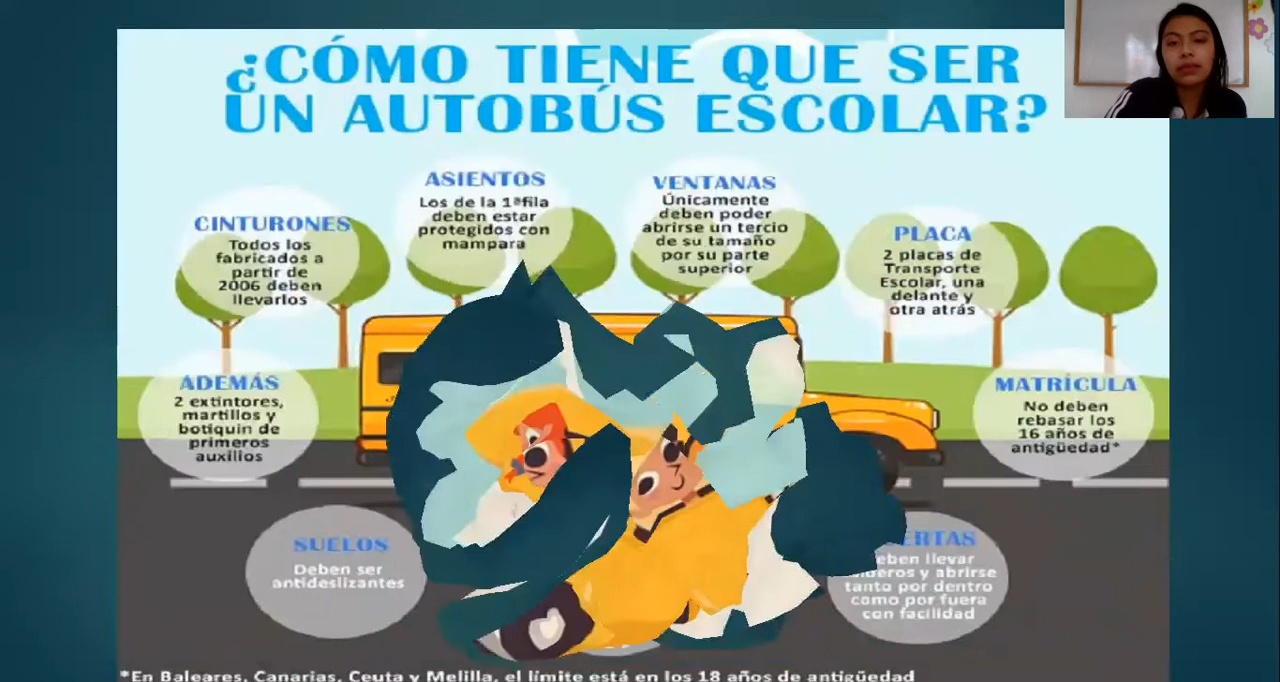 ¿CÓMO TIENE QUE SER
UN AUTOBÚS ESCOLAR?
ASIENTOS
Los de la 1ªfila
deben estar
protegidos con
mampara
VENTANAS
Únicamente
deben poder
abrirse un tercio
de su tamaño
por su parte
superior
CINTURONES
Todos los
fabricados a
partir de
2006 deben
llevarlos
PLACA
2 placas de
Transporte
Escolar, una
delante y
otra atrás
ADEMÁS
2 extintores,
martillos y
botiquin de
primeros
auxilios
MATRÍCULA
No deben
rebasar los
16 años de
antigüedad*
SUELOS
Deben ser
antideslizantes
llevar
y abrirse
tanto por dentro
como por fuera
con facilidad
*En Baleares, Canarias, Ceuta y Melilla, el límite está en los 18 años de antigüedad